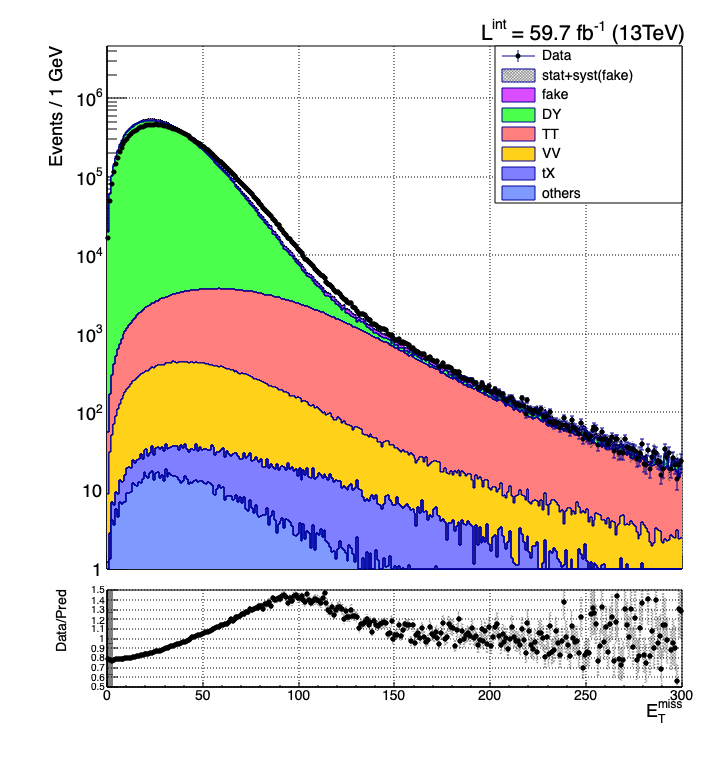 L^int = 59.7 fb^-1 (13TeV)
Events / 1 GeV
Data
stat+syst(fake)
fake
DY
TT
VV
tX
others
10^6
10^5
10^4
10^3
10^2
10
1
Data/Pred
1.5
1.4
1.3
1.2
1.1
1
0.9
0.8
0.7
0.6
0.5
0 50 100 150 200 250 300
E_T^miss